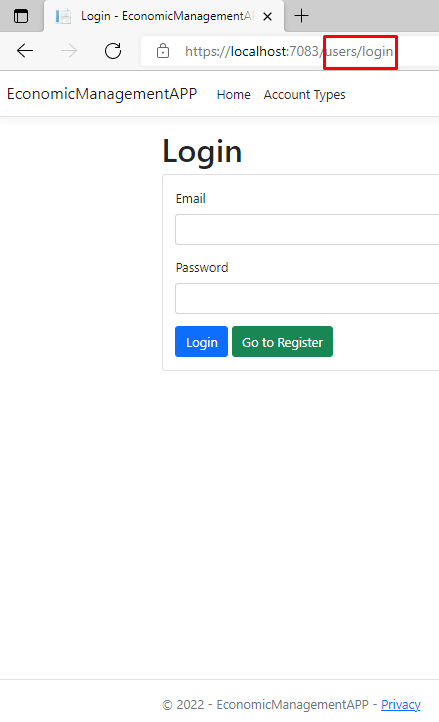 Login - EconomicManagementA
https://localhost:7083/users/login
EconomicManagementAPP Home Account Types
Login
Email
Password
Login Go to Register
© 2022 - EconomicManagementAPP - Privacy